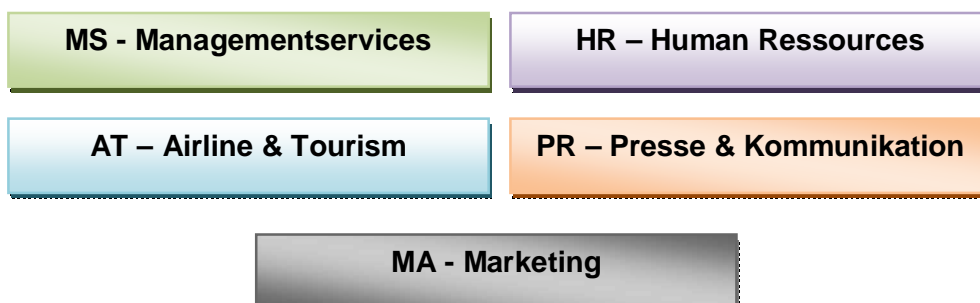 MS - Managementservices
HR – Human Ressources
AT – Airline & Tourism
PR – Presse & Kommunikation
MA - Marketing